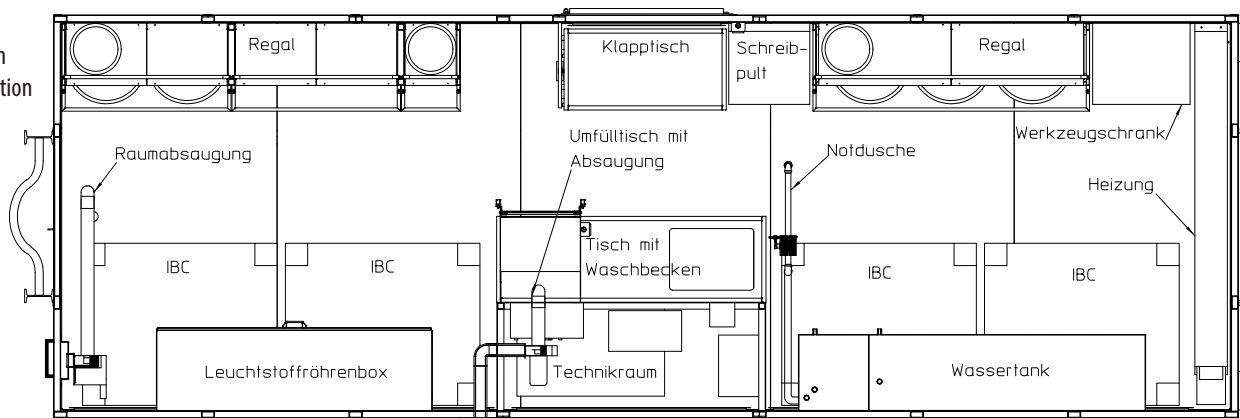 tion
Regal
Klapptisch
Schreib-
pult
Regal
Werkzeugschrank
Raumabsaugung
Umfülltisch mit
Absaugung
Notdusche
Heizung
Tisch mit
Waschbecken
IBC
IBC
IBC
IBC
Leuchtstoffröhrenbox
Technikraum
Wassertank